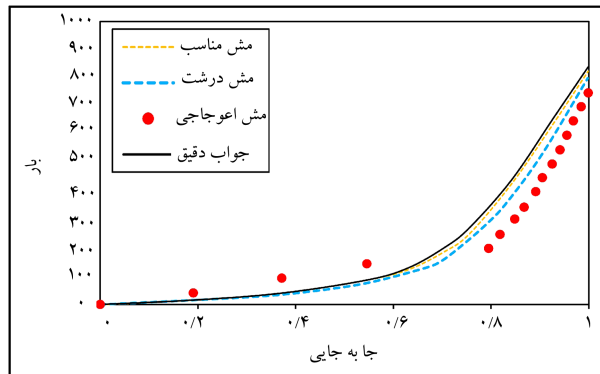 ۱۰۰۰
۹۰۰
۸۰۰
۷۰۰
۶۰۰
۵۰۰
۴۰۰
۳۰۰
۲۰۰
۱۰۰
۰
بار
مش مناسب
مش درشت
مش اعوجاجی
جواب دقیق
۰ ۰/۲ ۰/۴ ۰/۶ ۰/۸ ۱
جا به جایی